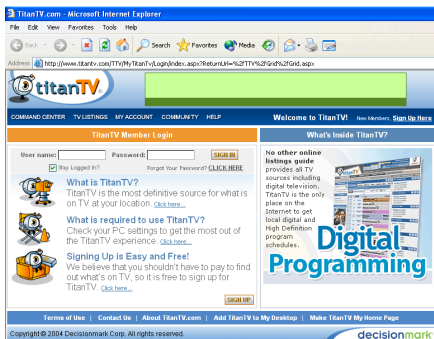 TitanTV.com - Microsoft Internet Explorer
File Edit View Favorites Tools Help
Back Search Favorites Media
Address http://www.titantv.com/TTV/MyTitanTv/Login/index.aspx?ReturnUrl=%2fTTV%2fGrid%2fGrid.aspx
titanTV
COMMAND CENTER TV LISTINGS MY ACCOUNT COMMUNITY HELP Welcome to TitanTV! New Members, Sign Up Here
TitanTV Member Login
User name: Password: SIGN IN
Stay Logged In? Forgot Your Password? CLICK HERE
What is TitanTV?
TitanTV is the most definitive source for what is
on TV at your location. Click here...
What is required to use TitanTV?
Check your PC settings to get the most out of
the TitanTV experience. Click here...
Signing Up is Easy and Free!
We believe that you shouldn't have to pay to find
out what's on TV, so it is free to sign up for
TitanTV. Click here...
SIGN UP
What's Inside TitanTV?
No other online
listings guide
provides all TV
sources including
digital television.
TitanTV is the only
place on the
Internet to get
local digital and
High Definition
program
schedules.
Digital
Programming
Terms of Use | Contact Us | About TitanTV.com | Add TitanTV to My Desktop | Make TitanTV My Home Page
Copyright © 2004 Decisionmark Corp. All rights reserved.
decisionmark